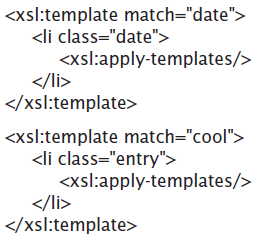 <xsl:template match="date">
<li class="date">
<xsl:apply-templates/>
</li>
</xsl:template>
<xsl:template match="cool">
<li class="entry">
<xsl:apply-templates/>
</li>
</xsl:template>